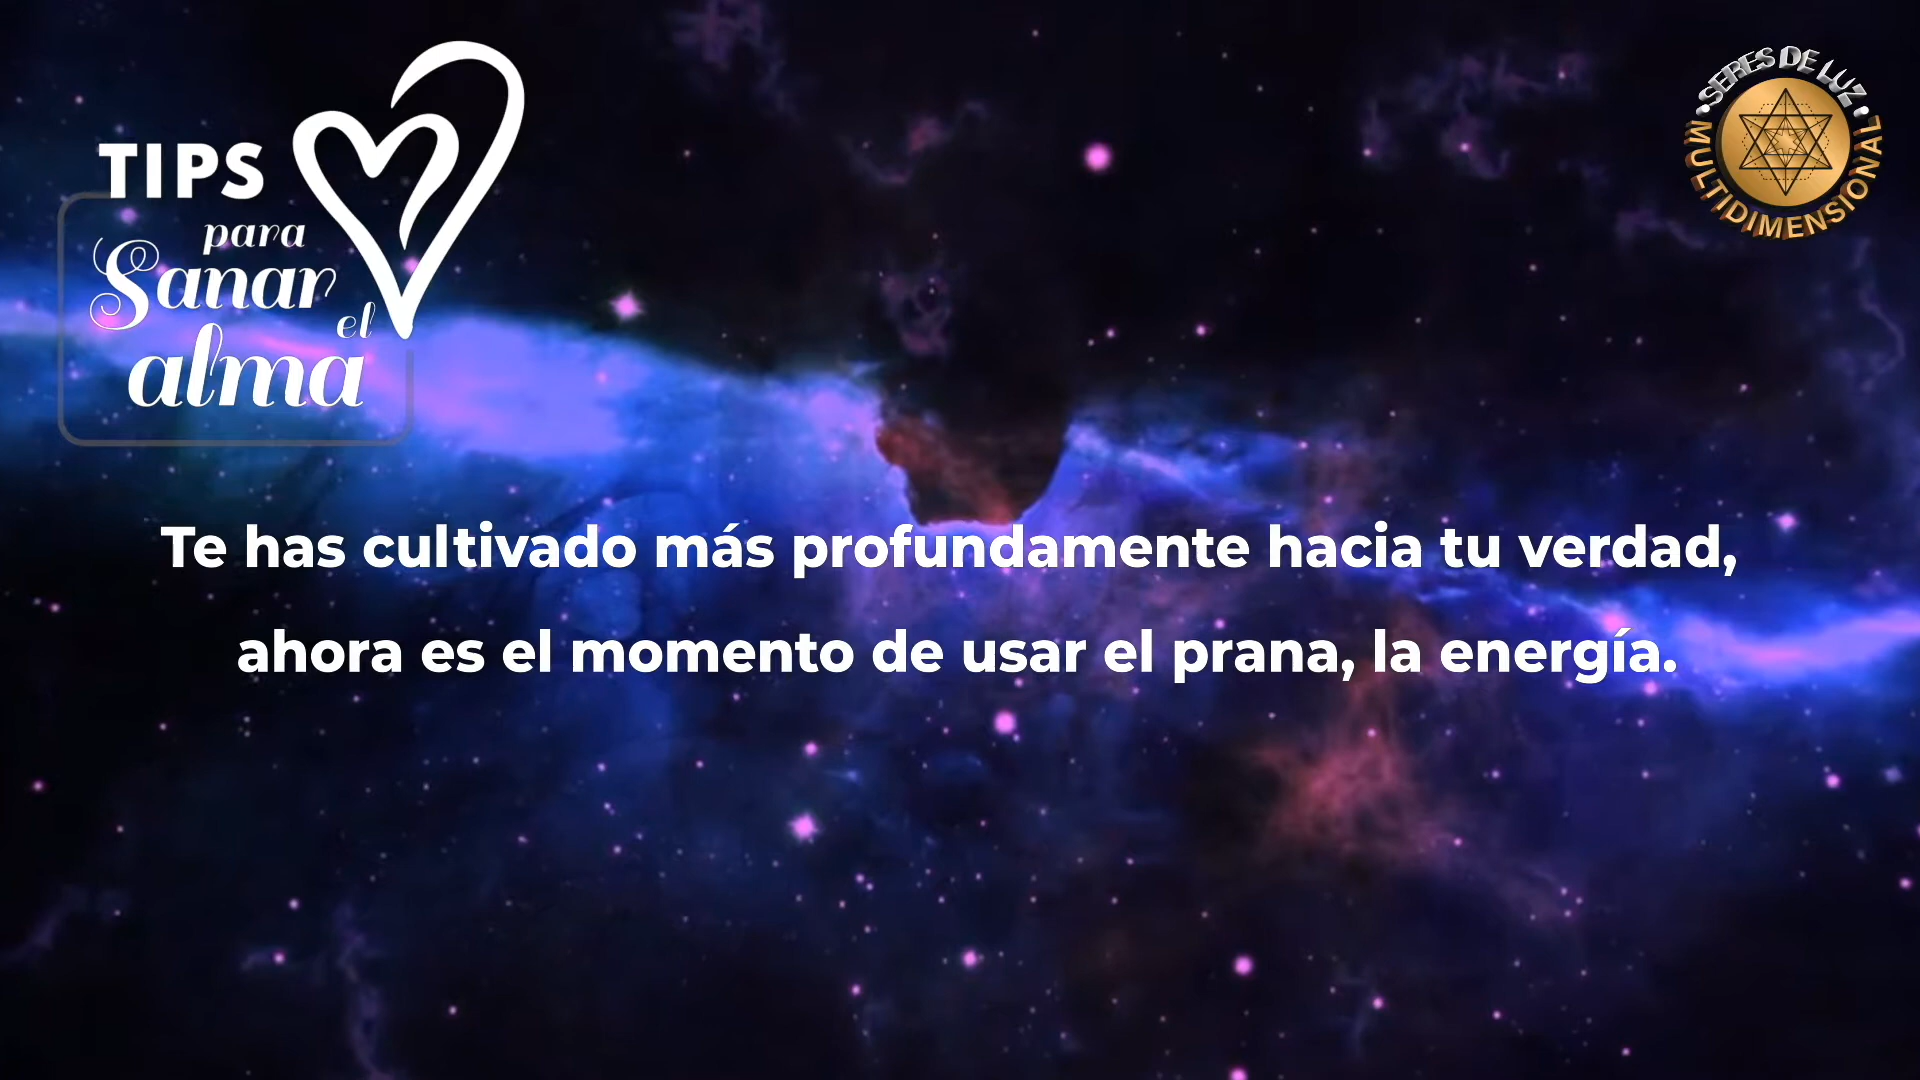 TIPS
para
Sanar
el
alma
SERES DE LUZ
MULTIDIMENSIONAL
Te has cultivado más profundamente hacia tu verdad,
ahora es el momento de usar el prana, la energía.